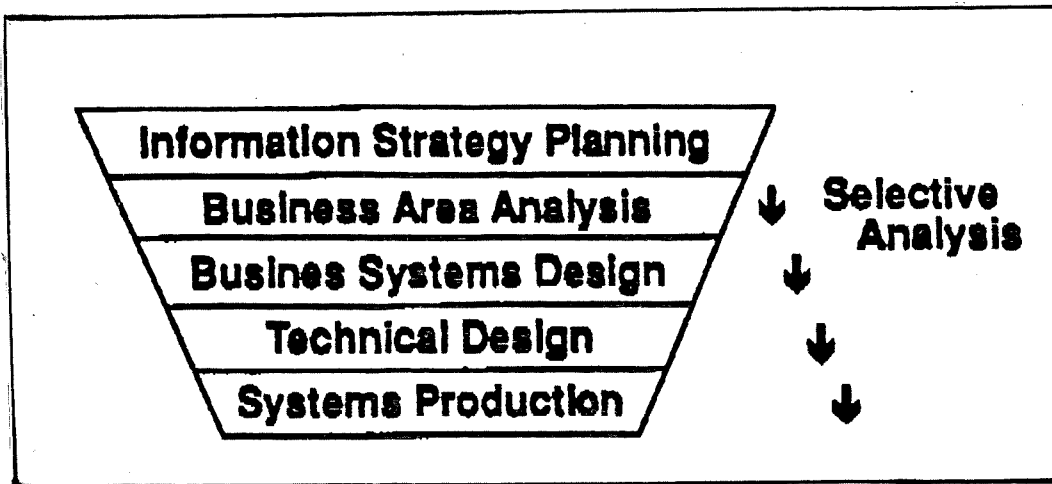 Information Strategy Planning
Business Area Analysis
Busines Systems Design
Technical Design
Systems Production
Selective
Analysis